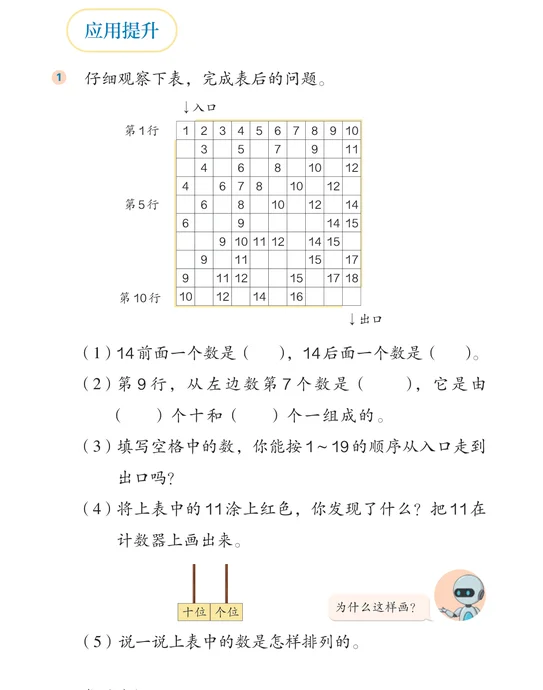 应用提升
1 仔细观察下表，完成表后的问题。
↓入口
第1行 1 2 3 4 5 6 7 8 9 10
3 5 7 9 11
4 6 8 10 12
4 6 7 8 10 12
第5行 6 8 10 12 14
6 9 14 15
9 10 11 12 14 15
9 11 15 17
9 11 12 15 17 18
第10行 10 12 14 16
↓出口
（1）14前面一个数是（ ），14后面一个数是（ ）。
（2）第9行，从左边数第7个数是（ ），它是由
（ ）个十和（ ）个一组成的。
（3）填写空格中的数，你能按1~19的顺序从入口走到
出口吗？
（4）将上表中的11涂上红色，你发现了什么？把11在
计数器上画出来。
十位 个位
为什么这样画？
（5）说一说上表中的数是怎样排列的。